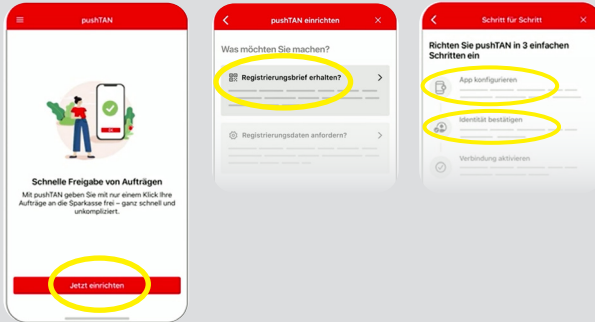 pushTAN
Schnelle Freigabe von Aufträgen
Mit pushTAN geben Sie mit nur einem Klick Ihre
Aufträge an die Sparkasse frei – ganz schnell und
unkompliziert.
Jetzt einrichten
pushTAN einrichten
Was möchten Sie machen?
Registrierungsbrief erhalten?
Registrierungsdaten anfordern?
Schritt für Schritt
Richten Sie pushTAN in 3 einfachen
Schritten ein
App konfigurieren
Identität bestätigen
Verbindung aktivieren